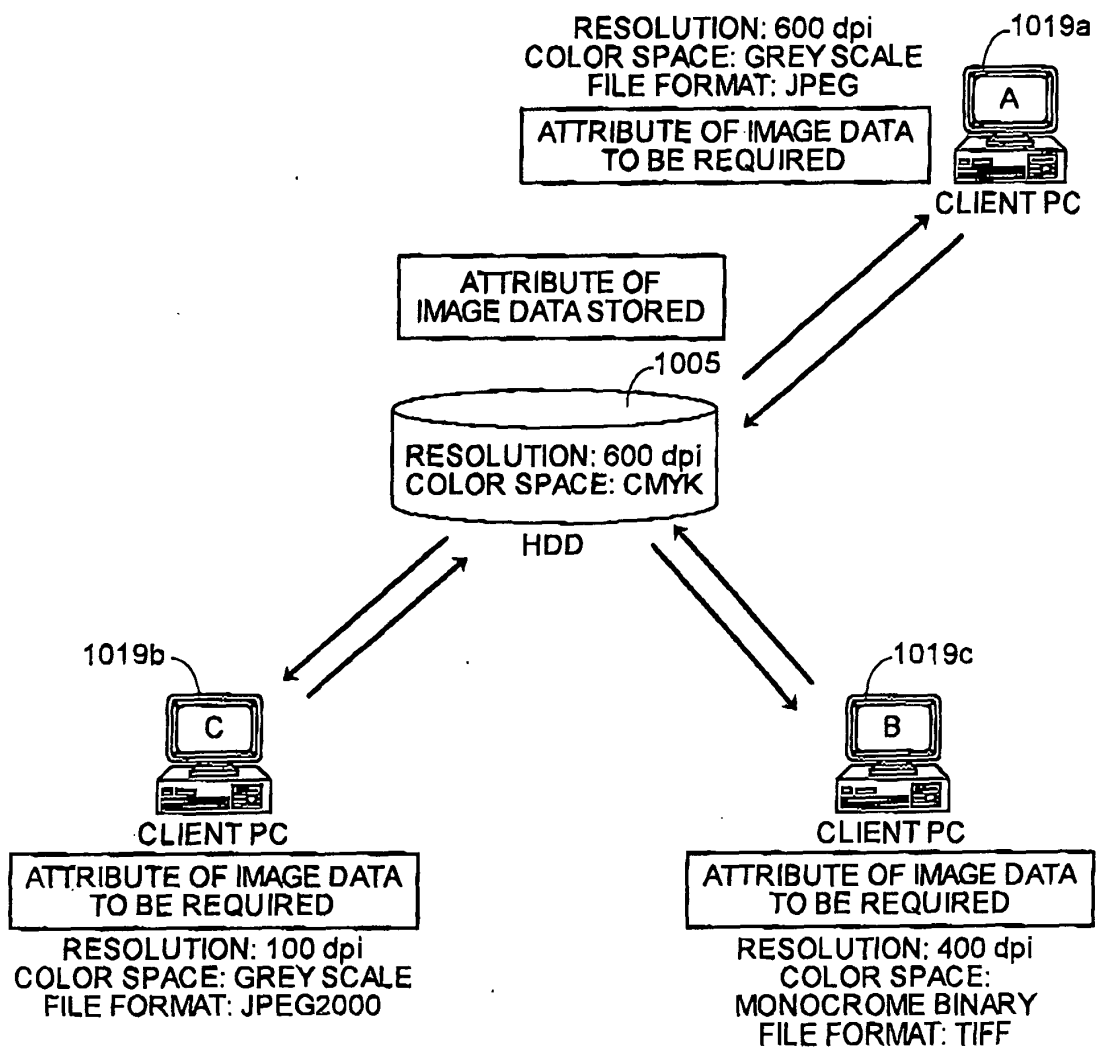 RESOLUTION: 600 dpi
COLOR SPACE: GREY SCALE
FILE FORMAT: JPEG
ATTRIBUTE OF IMAGE DATA
TO BE REQUIRED
1019a
A
CLIENT PC
ATTRIBUTE OF
IMAGE DATA STORED
1005
RESOLUTION: 600 dpi
COLOR SPACE: CMYK
HDD
1019b
C
CLIENT PC
ATTRIBUTE OF IMAGE DATA
TO BE REQUIRED
RESOLUTION: 100 dpi
COLOR SPACE: GREY SCALE
FILE FORMAT: JPEG2000
1019c
B
CLIENT PC
ATTRIBUTE OF IMAGE DATA
TO BE REQUIRED
RESOLUTION: 400 dpi
COLOR SPACE:
MONOCROME BINARY
FILE FORMAT: TIFF